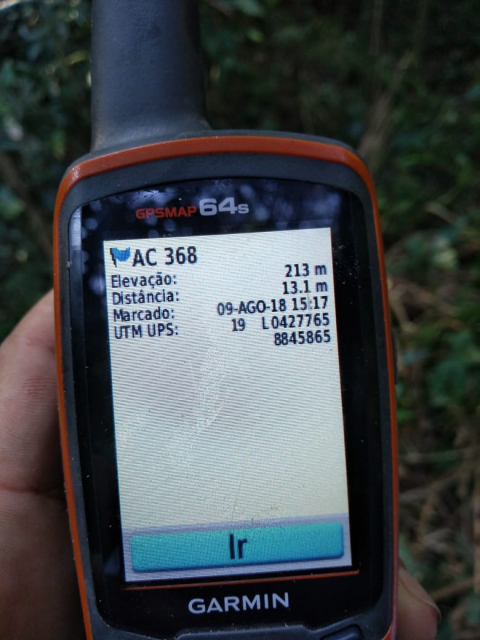 GPSMAP 64s
AC 368
Elevação: 213 m
Distância: 13.1 m
Marcado: 09-AGO-18 15:17
UTM UPS: 19 L 0427765
8845865
Ir
GARMIN